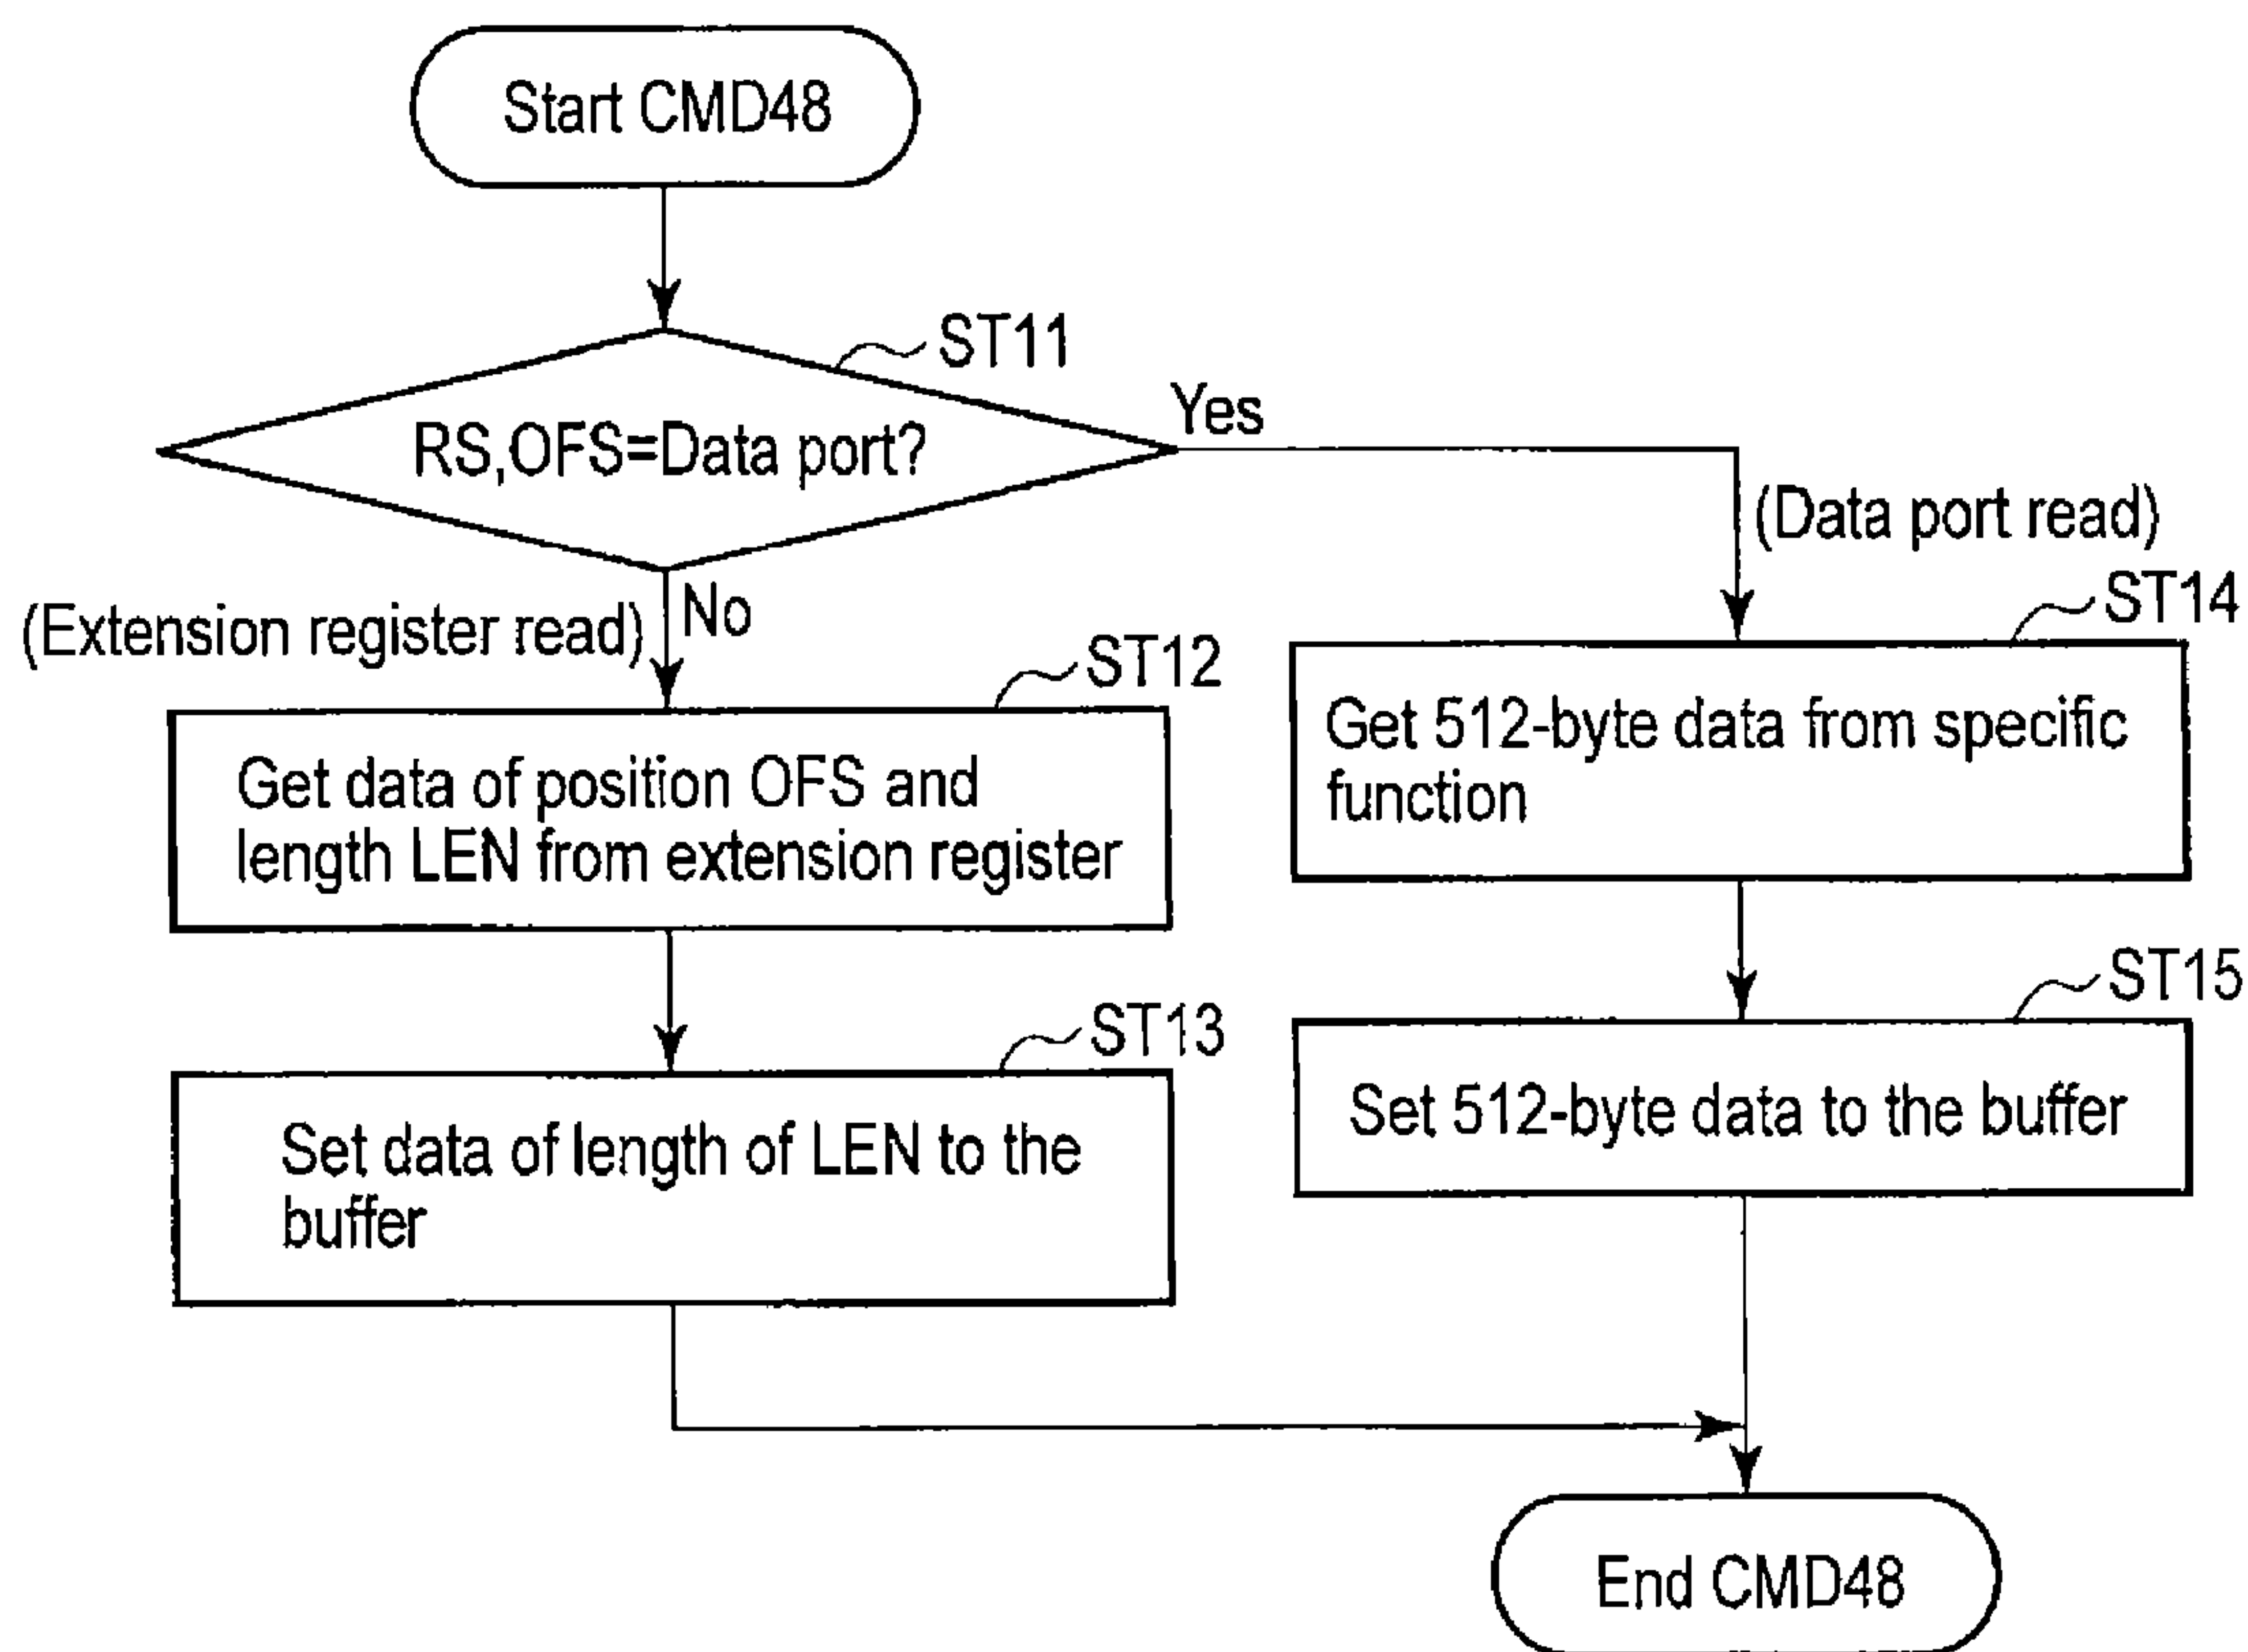 Start CMD48
ST11
RS,OFS=Data port?
Yes
(Data port read)
No
(Extension register read)
ST12
Get data of position OFS and
length LEN from extension register
ST14
Get 512-byte data from specific
function
ST13
Set data of length of LEN to the
buffer
ST15
Set 512-byte data to the buffer
End CMD48